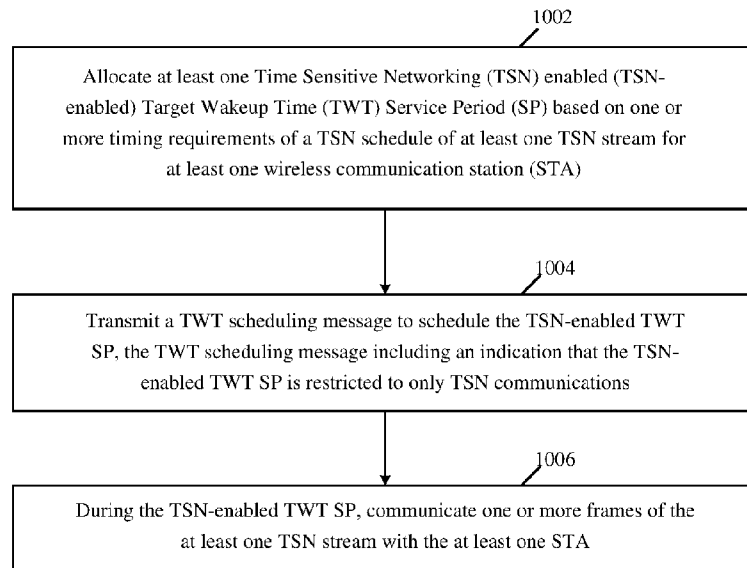 1002
Allocate at least one Time Sensitive Networking (TSN) enabled (TSN-
enabled) Target Wakeup Time (TWT) Service Period (SP) based on one or
more timing requirements of a TSN schedule of at least one TSN stream for
at least one wireless communication station (STA)
1004
Transmit a TWT scheduling message to schedule the TSN-enabled TWT
SP, the TWT scheduling message including an indication that the TSN-
enabled TWT SP is restricted to only TSN communications
1006
During the TSN-enabled TWT SP, communicate one or more frames of the
at least one TSN stream with the at least one STA